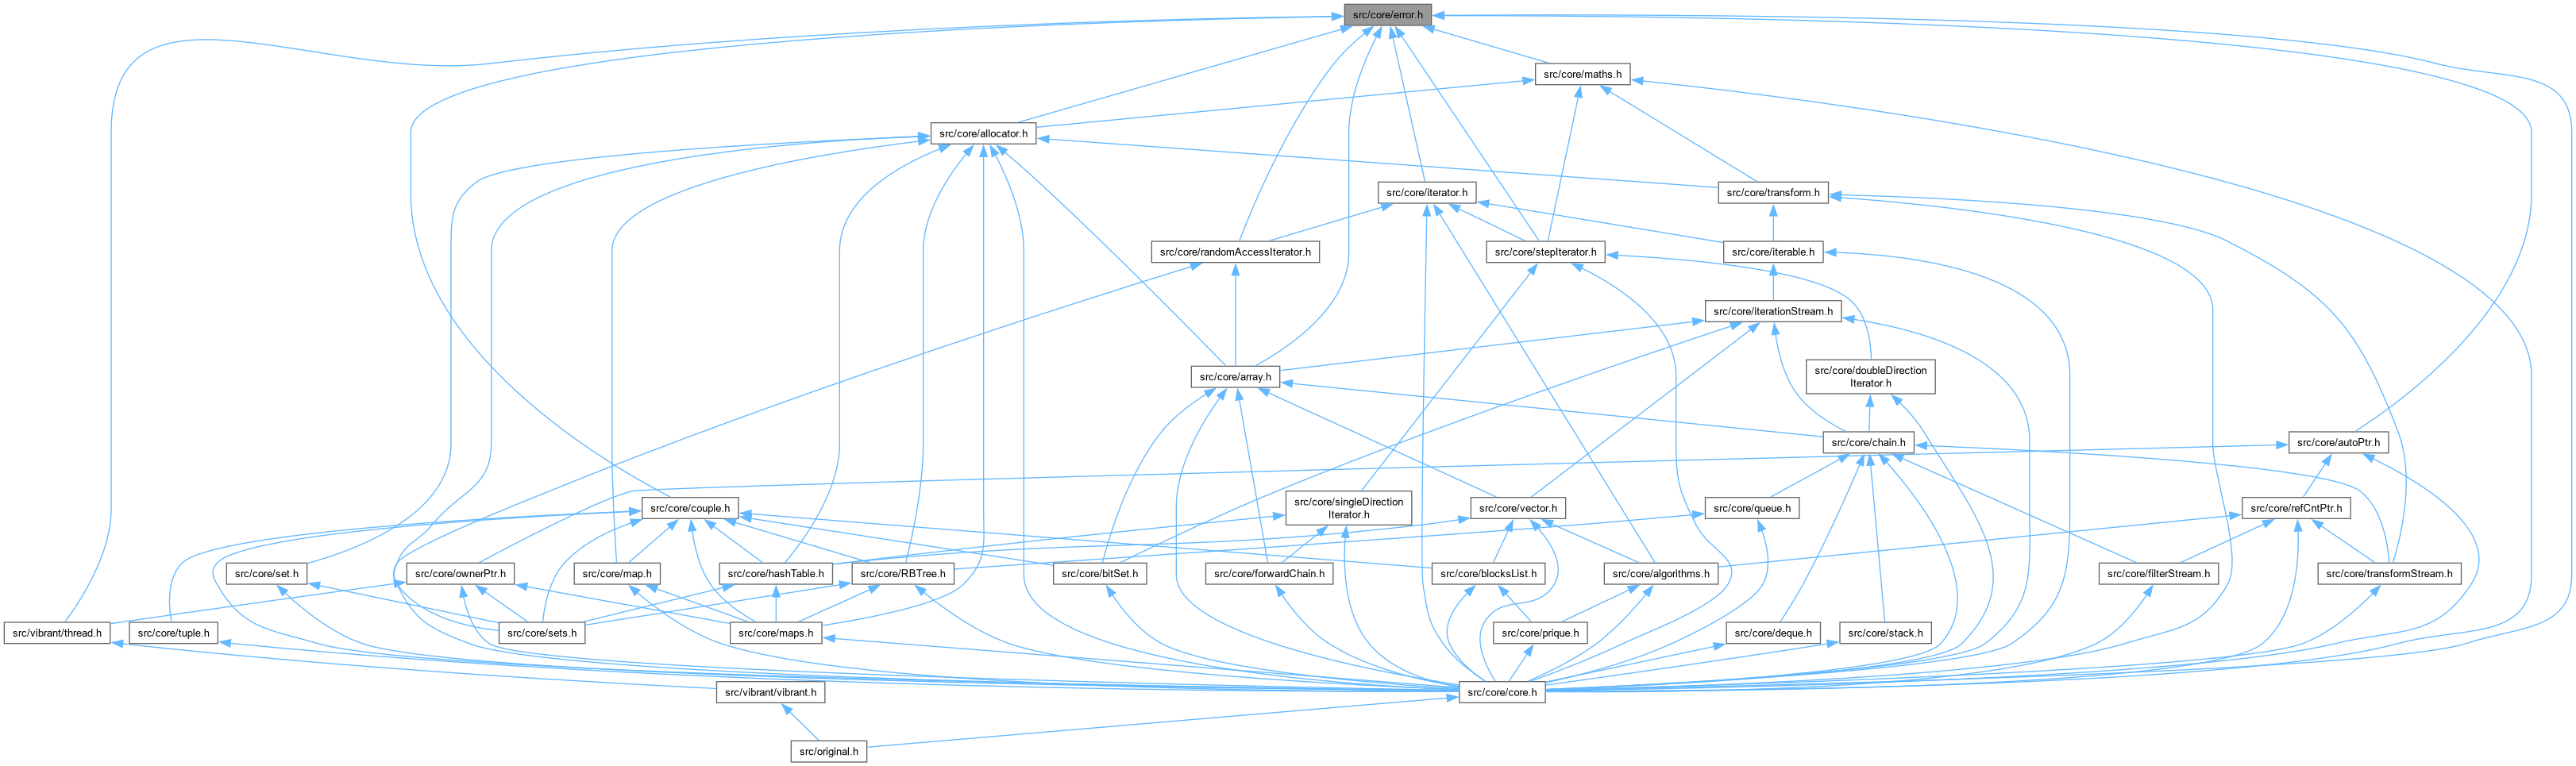 src/core/error.h
src/core/maths.h
src/core/allocator.h
src/core/iterator.h
src/core/transform.h
src/core/randomAccessIterator.h
src/core/stepIterator.h
src/core/iterable.h
src/core/iterationStream.h
src/core/array.h
src/core/doubleDirection
Iterator.h
src/core/chain.h
src/core/autoPtr.h
src/core/couple.h
src/core/singleDirection
Iterator.h
src/core/vector.h
src/core/queue.h
src/core/refCntPtr.h
src/core/set.h
src/core/ownerPtr.h
src/core/map.h
src/core/hashTable.h
src/core/RBTree.h
src/core/bitSet.h
src/core/forwardChain.h
src/core/blocksList.h
src/core/algorithms.h
src/core/filterStream.h
src/core/transformStream.h
src/vibrant/thread.h
src/core/tuple.h
src/core/sets.h
src/core/maps.h
src/core/prique.h
src/core/deque.h
src/core/stack.h
src/vibrant/vibrant.h
src/core/core.h
src/original.h